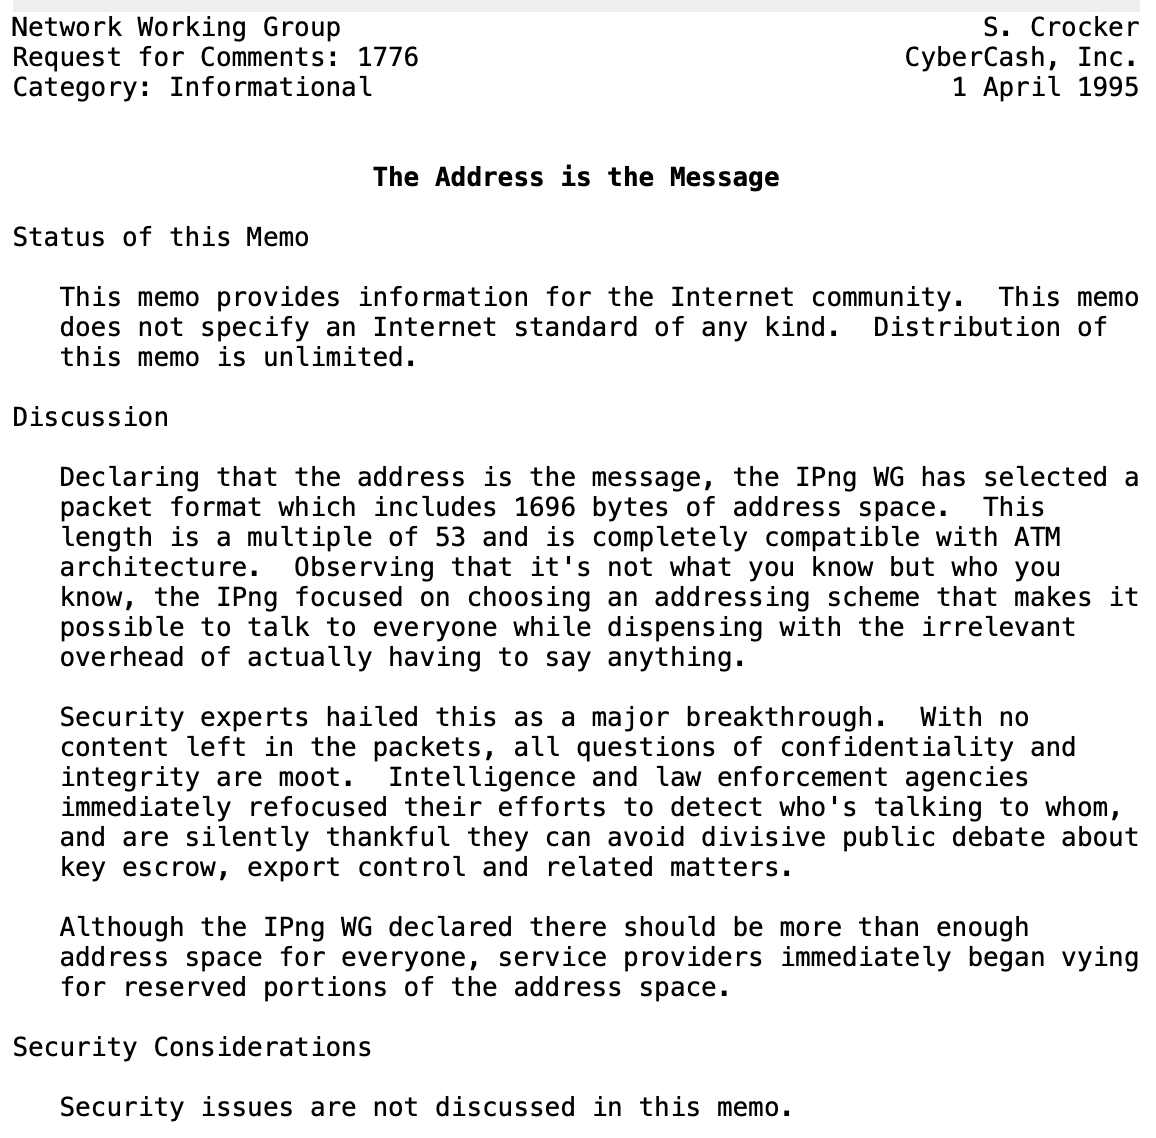 Network Working Group                                         S. Crocker
Request for Comments: 1776                               CyberCash, Inc.
Category: Informational                                     1 April 1995
The Address is the Message
Status of this Memo
This memo provides information for the Internet community.  This memo
does not specify an Internet standard of any kind.  Distribution of
this memo is unlimited.
Discussion
Declaring that the address is the message, the IPng WG has selected a
packet format which includes 1696 bytes of address space.  This
length is a multiple of 53 and is completely compatible with ATM
architecture.  Observing that it's not what you know but who you
know, the IPng focused on choosing an addressing scheme that makes it
possible to talk to everyone while dispensing with the irrelevant
overhead of actually having to say anything.
Security experts hailed this as a major breakthrough.  With no
content left in the packets, all questions of confidentiality and
integrity are moot.  Intelligence and law enforcement agencies
immediately refocused their efforts to detect who's talking to whom,
and are silently thankful they can avoid divisive public debate about
key escrow, export control and related matters.
Although the IPng WG declared there should be more than enough
address space for everyone, service providers immediately began vying
for reserved portions of the address space.
Security Considerations
Security issues are not discussed in this memo.